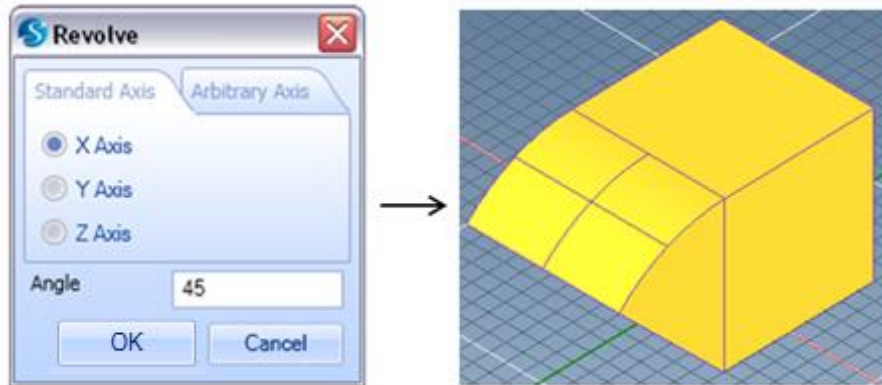 Revolve
Standard Axis Arbitrary Axis
X Axis
Y Axis
Z Axis
Angle 45
OK Cancel